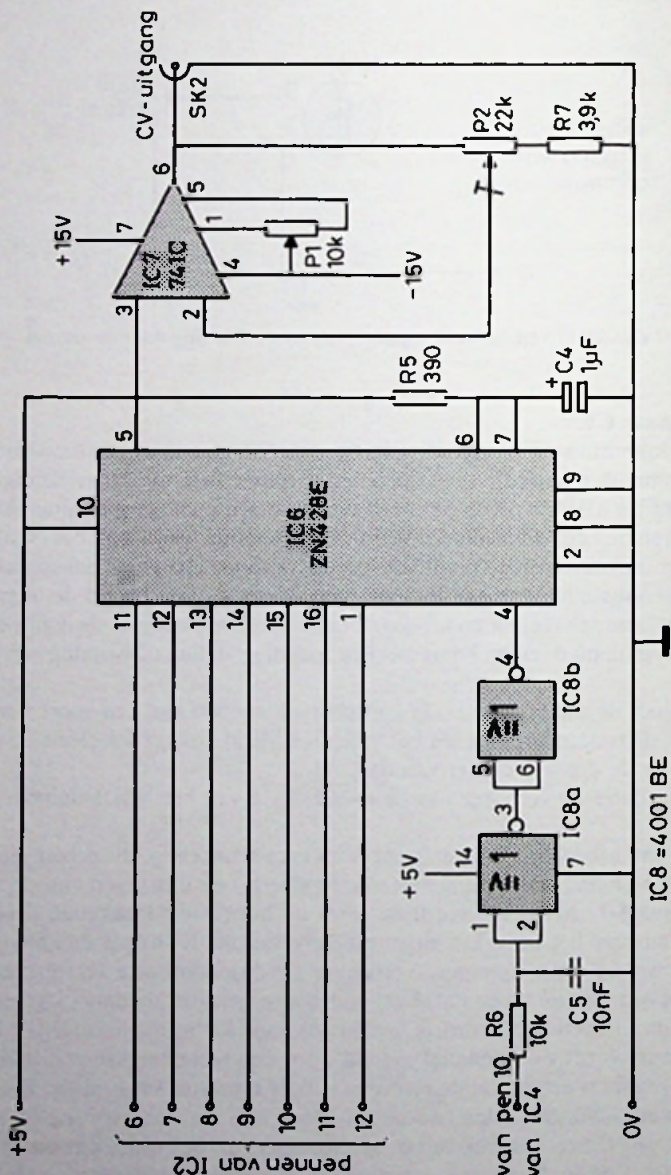 +5V
pennen van IC2
6
7
8
9
10
11
12
11
12
13
14
15
16
1
10
IC6
ZN428E
5
6
7
4
2
8
9
R5
390
+
C4
1µF
+15V
3
2
7
IC7
741C
6
5
1
4
P1
10k
-15V
CV-uitgang
SK2
P2
22k
R7
3,9k
van pen 10
van IC4
R6
10k
C5
10nF
+5V
1
2
14
≥1
3
7
IC8a
5
6
≥1
4
IC8b
0V
IC8 = 4001 BE